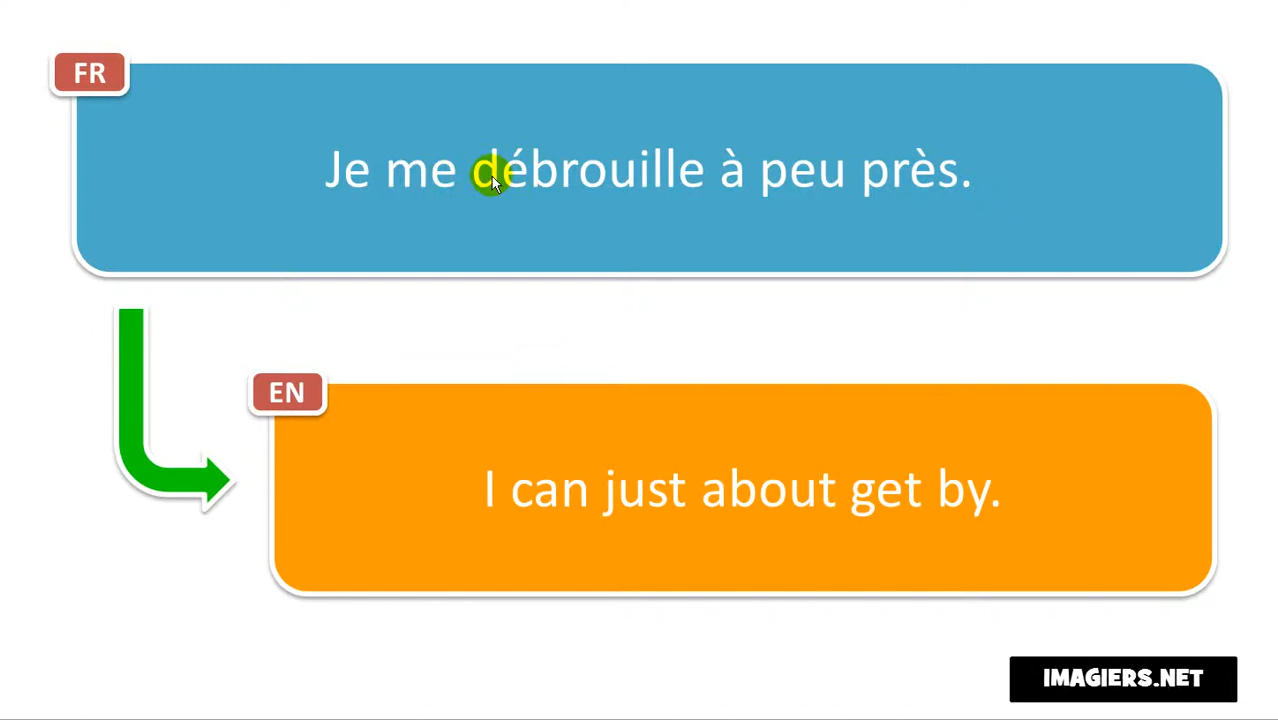 FR
Je me débrouille à peu près.
EN
I can just about get by.
IMAGIERS.NET